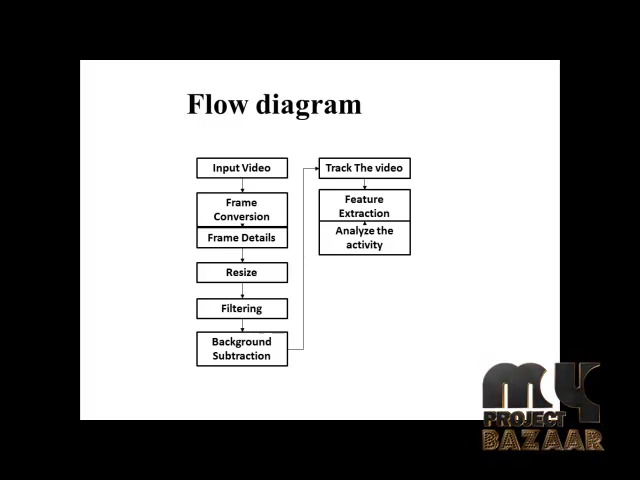 Flow diagram
Input Video
Frame
Conversion
Frame Details
Resize
Filtering
Background
Subtraction
Track The video
Feature
Extraction
Analyze the
activity
MY
PROJECT
BAZAAR